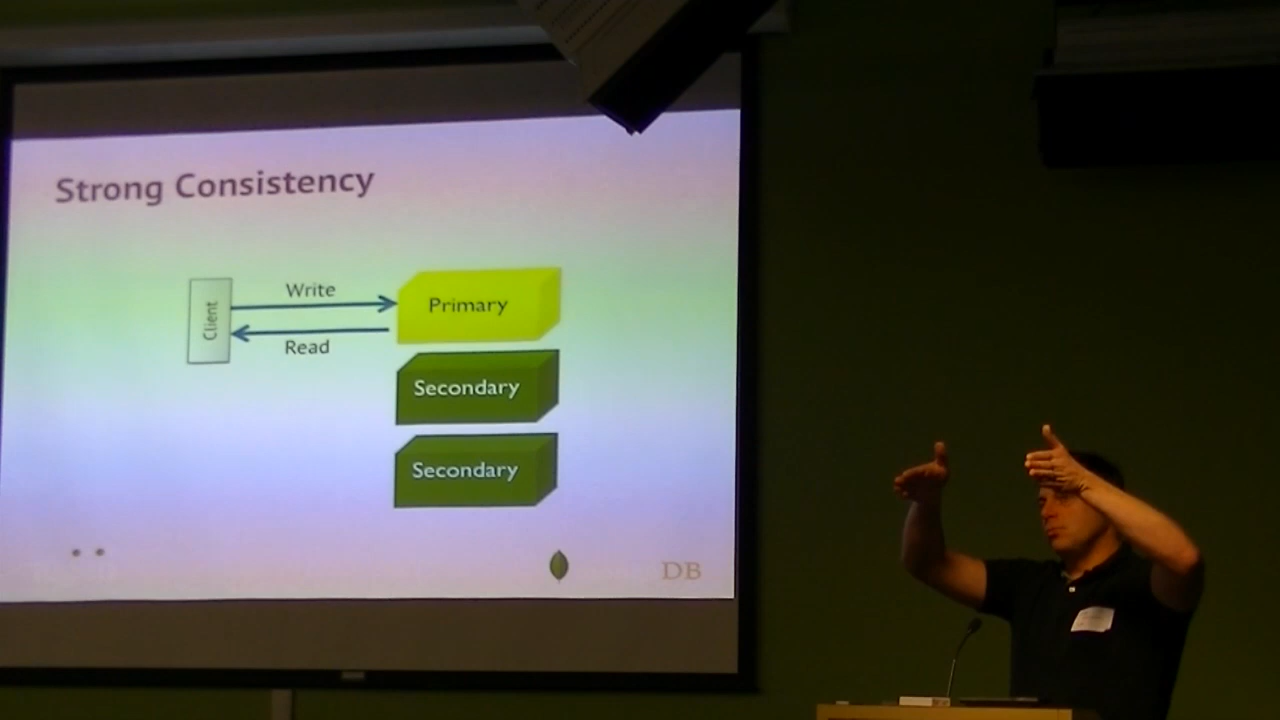 Strong Consistency
Write
Client
Primary
Read
Secondary
Secondary
DB